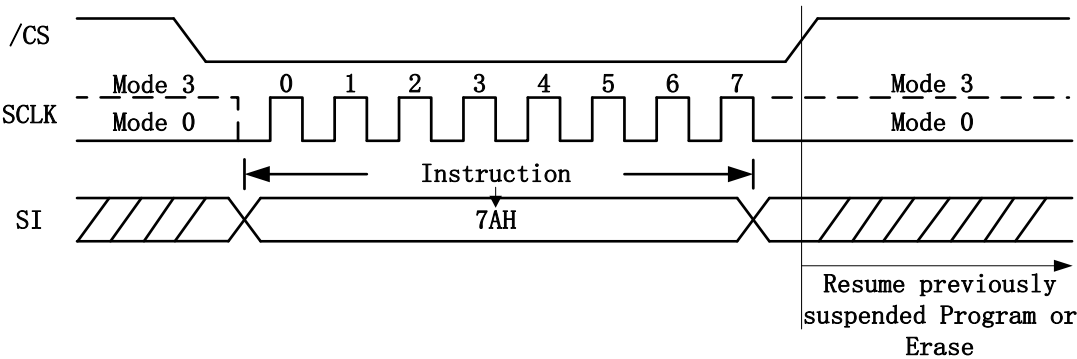 /CS
Mode 3 0 1 2 3 4 5 6 7 Mode 3
SCLK
Mode 0 Mode 0
Instruction
SI 7AH
Resume previously
suspended Program or
Erase